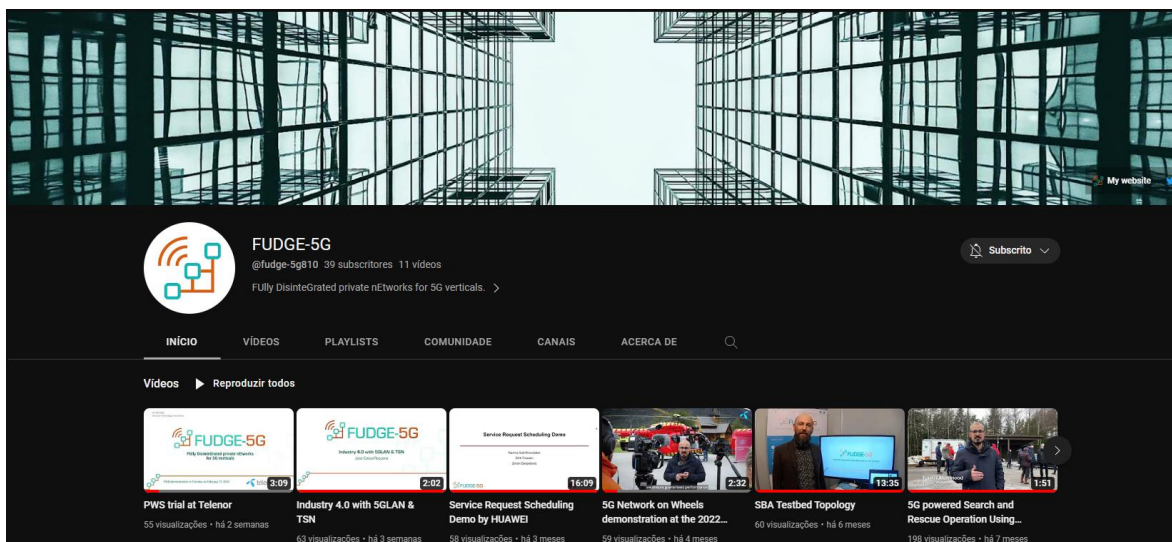 My website
FUDGE-5G
@fudge-5g810 39 subscritores 11 vídeos
FUlly DisinteGrated private nEtworks for 5G verticals.
Subscrito
INÍCIO VÍDEOS PLAYLISTS COMUNIDADE CANAIS ACERCA DE
Vídeos Reproduzir todos
FUDGE-5G
FUlly DisinteGrated private nEtworks
for 5G verticals
3:09
FUDGE-5G
Industry 4.0 with 5GLAN & TSN
2:02
Service Request Scheduling Demo
FUDGE-5G
16:09
2:32
13:35
1:51
PWS trial at Telenor
55 visualizações • há 2 semanas
Industry 4.0 with 5GLAN &
TSN
63 visualizações • há 3 semanas
Service Request Scheduling
Demo by HUAWEI
58 visualizações • há 3 meses
5G Network on Wheels
demonstration at the 2022...
59 visualizações • há 4 meses
SBA Testbed Topology
60 visualizações • há 6 meses
5G powered Search and
Rescue Operation Using...
198 visualizações • há 7 meses